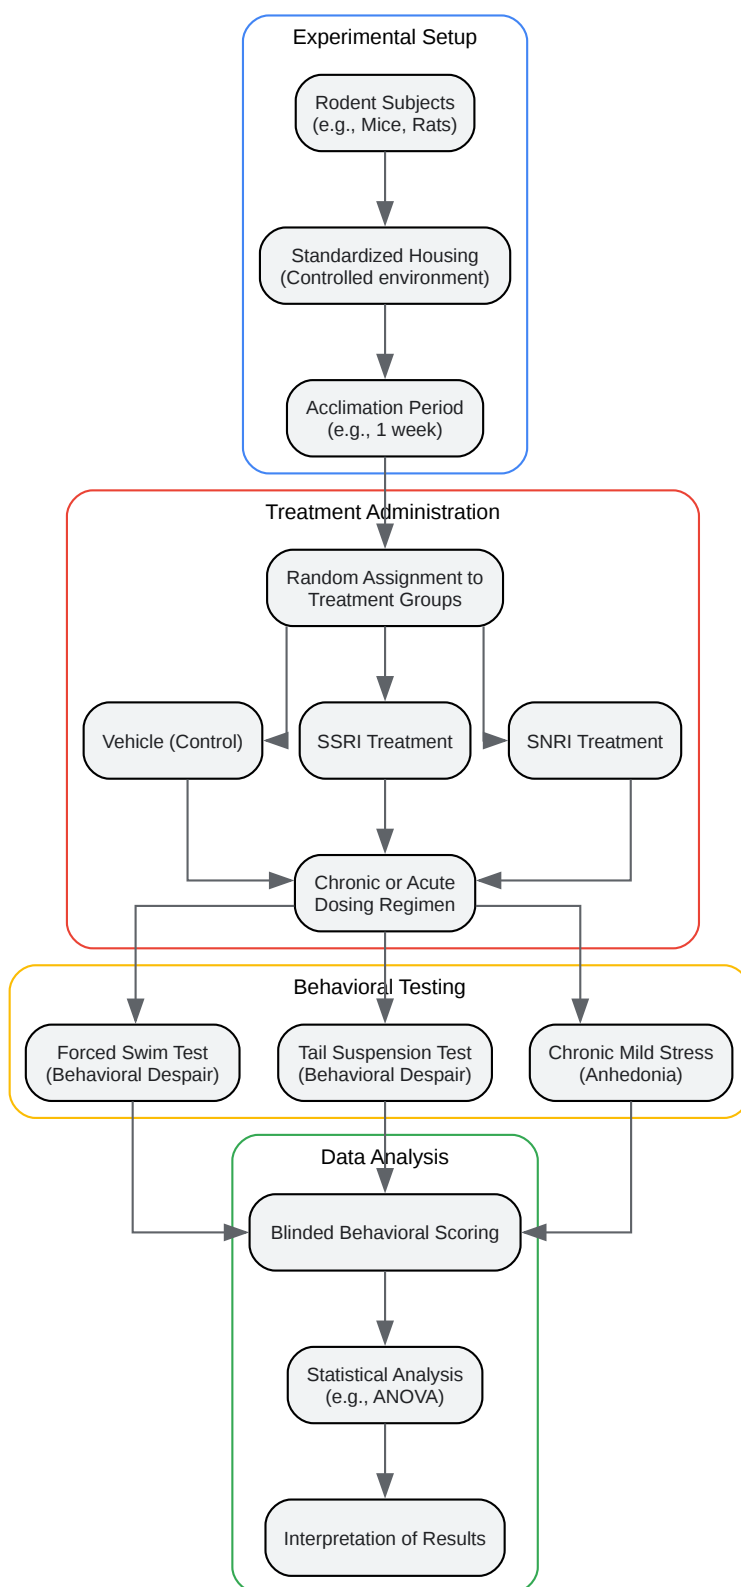 Experimental Setup
Rodent Subjects
(e.g., Mice, Rats)
Standardized Housing
(Controlled environment)
Acclimation Period
(e.g., 1 week)
Treatment Administration
Random Assignment to
Treatment Groups
Vehicle (Control)
SSRI Treatment
SNRI Treatment
Chronic or Acute
Dosing Regimen
Behavioral Testing
Forced Swim Test
(Behavioral Despair)
Tail Suspension Test
(Behavioral Despair)
Chronic Mild Stress
(Anhedonia)
Data Analysis
Blinded Behavioral Scoring
Statistical Analysis
(e.g., ANOVA)
Interpretation of Results